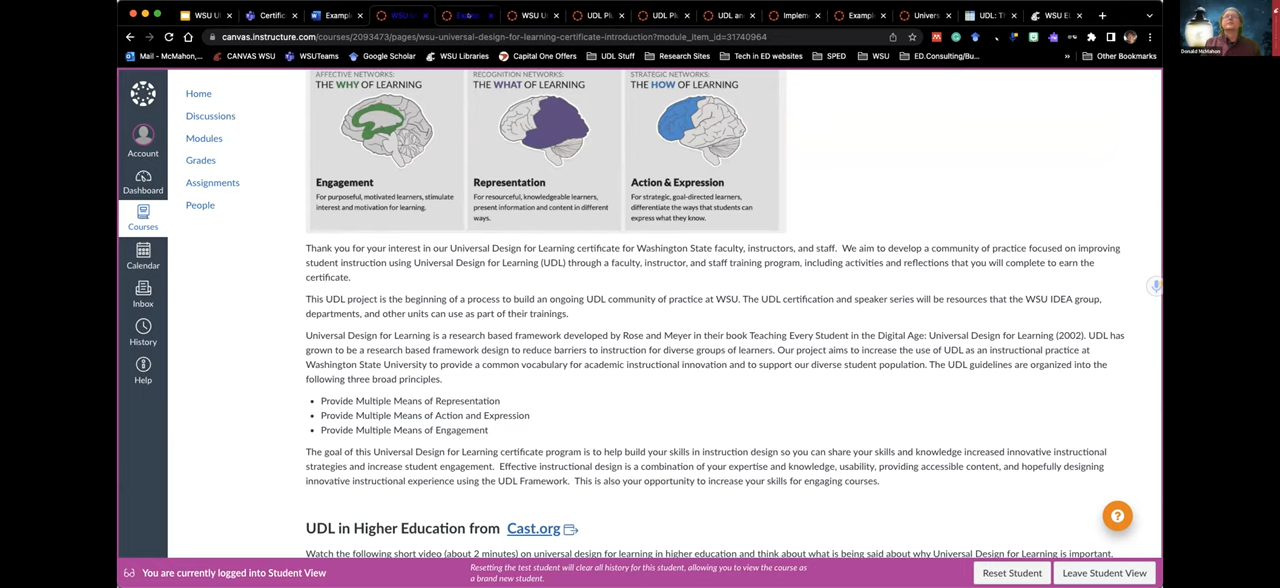 WSU U
Certific
Example
WSU U
UDL Plu
UDL Pl
UDL an
Implem
Example
Univers
UDL: Th
WSU EL
canvas.instructure.com/courses/2093473/pages/wsu-universal-design-for-learning-certificate-introduction?module_item_id=31740964
Mail - McMahon,...
CANVAS WSU
WSUTeams
Google Scholar
WSU Libraries
Capital One Offers
UDL Stuff
Research Sites
Tech in ED websites
SPED
WSU
ED.Consulting/Bu...
»
Other Bookmarks
Donald McMahon
Account
Dashboard
Courses
Calendar
Inbox
History
Help
Home
Discussions
Modules
Grades
Assignments
People
AFFECTIVE NETWORKS:
THE WHY OF LEARNING
Engagement
For purposeful, motivated learners, stimulate
interest and motivation for learning.
RECOGNITION NETWORKS:
THE WHAT OF LEARNING
Representation
For resourceful, knowledgeable learners,
present information and content in different
ways.
STRATEGIC NETWORKS:
THE HOW OF LEARNING
Action & Expression
For strategic, goal-directed learners,
differentiate the ways that students can
express what they know.
Thank you for your interest in our Universal Design for Learning certificate for Washington State faculty, instructors, and staff. We aim to develop a community of practice focused on improving
student instruction using Universal Design for Learning (UDL) through a faculty, instructor, and staff training program, including activities and reflections that you will complete to earn the
certificate.
This UDL project is the beginning of a process to build an ongoing UDL community of practice at WSU. The UDL certification and speaker series will be resources that the WSU IDEA group,
departments, and other units can use as part of their trainings.
Universal Design for Learning is a research based framework developed by Rose and Meyer in their book Teaching Every Student in the Digital Age: Universal Design for Learning (2002). UDL has
grown to be a research based framework design to reduce barriers to instruction for diverse groups of learners. Our project aims to increase the use of UDL as an instructional practice at
Washington State University to provide a common vocabulary for academic instructional innovation and to support our diverse student population. The UDL guidelines are organized into the
following three broad principles.
• Provide Multiple Means of Representation
• Provide Multiple Means of Action and Expression
• Provide Multiple Means of Engagement
The goal of this Universal Design for Learning certificate program is to help build your skills in instruction design so you can share your skills and knowledge increased innovative instructional
strategies and increase student engagement. Effective instructional design is a combination of your expertise and knowledge, usability, providing accessible content, and hopefully designing
innovative instructional experience using the UDL Framework. This is also your opportunity to increase your skills for engaging courses.
UDL in Higher Education from Cast.org
Watch the following short video (about 2 minutes) on universal design for learning in higher education and think about what is being said about why Universal Design for Learning is important.
You are currently logged into Student View
Resetting the test student will clear all history for this student, allowing you to view the course as
a brand new student.
Reset Student
Leave Student View